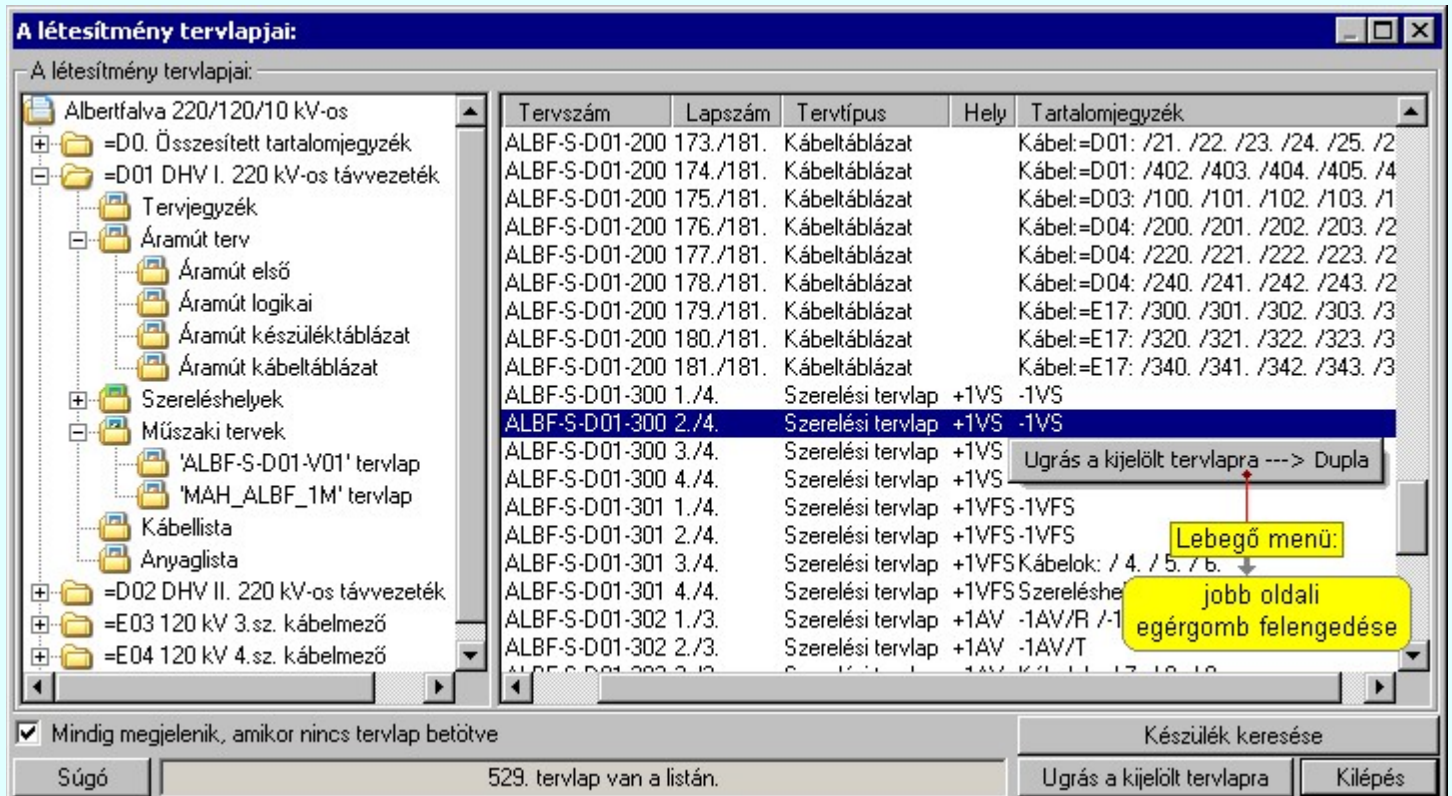 A létesítmény tervlapjai:
A létesítmény tervlapjai:
Albertfalva 220/120/10 kV-os
=D0. Összesített tartalomjegyzék
=D01 DHV I. 220 kV-os távvezeték
Tervjegyzék
Áramút terv
Áramút első
Áramút logikai
Áramút készüléktáblázat
Áramút kábeltáblázat
Szereléshelyek
Műszaki tervek
'ALBF-S-D01-V01' tervlap
'MAH_ALBF_1M' tervlap
Kábellista
Anyaglista
=D02 DHV II. 220 kV-os távvezeték
=E03 120 kV 3.sz. kábelmező
=E04 120 kV 4.sz. kábelmező
Tervszám Lapszám Tervtípus Hely Tartalomjegyzék
ALBF-S-D01-200 173./181. Kábeltáblázat Kábel:=D01: /21. /22. /23. /24. /25. /2
ALBF-S-D01-200 174./181. Kábeltáblázat Kábel:=D01: /402. /403. /404. /405. /4
ALBF-S-D01-200 175./181. Kábeltáblázat Kábel:=D03: /100. /101. /102. /103. /1
ALBF-S-D01-200 176./181. Kábeltáblázat Kábel:=D04: /200. /201. /202. /203. /2
ALBF-S-D01-200 177./181. Kábeltáblázat Kábel:=D04: /220. /221. /222. /223. /2
ALBF-S-D01-200 178./181. Kábeltáblázat Kábel:=D04: /240. /241. /242. /243. /2
ALBF-S-D01-200 179./181. Kábeltáblázat Kábel:=E17: /300. /301. /302. /303. /3
ALBF-S-D01-200 180./181. Kábeltáblázat Kábel:=E17: /320. /321. /322. /323. /3
ALBF-S-D01-200 181./181. Kábeltáblázat Kábel:=E17: /340. /341. /342. /343. /3
ALBF-S-D01-300 1./4. Szerelési tervlap +1VS -1VS
ALBF-S-D01-300 2./4. Szerelési tervlap +1VS -1VS
ALBF-S-D01-300 3./4. Szerelési tervlap +1VS
ALBF-S-D01-300 4./4. Szerelési tervlap +1VS
ALBF-S-D01-301 1./4. Szerelési tervlap +1VFS -1VFS
ALBF-S-D01-301 2./4. Szerelési tervlap +1VFS -1VFS
ALBF-S-D01-301 3./4. Szerelési tervlap +1VFS Kábelok: / 4. / 5. / 6.
ALBF-S-D01-301 4./4. Szerelési tervlap +1VFS
ALBF-S-D01-302 1./3. Szerelési tervlap +1AV -1AV/R
ALBF-S-D01-302 2./3. Szerelési tervlap +1AV -1AV/T
Ugrás a kijelölt tervlapra ---> Dupla
Lebegő menü:
jobb oldali
egérgomb felengedése
Mindig megjelenik, amikor nincs tervlap betötve
Készülék keresése
Súgó
529. tervlap van a listán.
Ugrás a kijelölt tervlapra
Kilépés